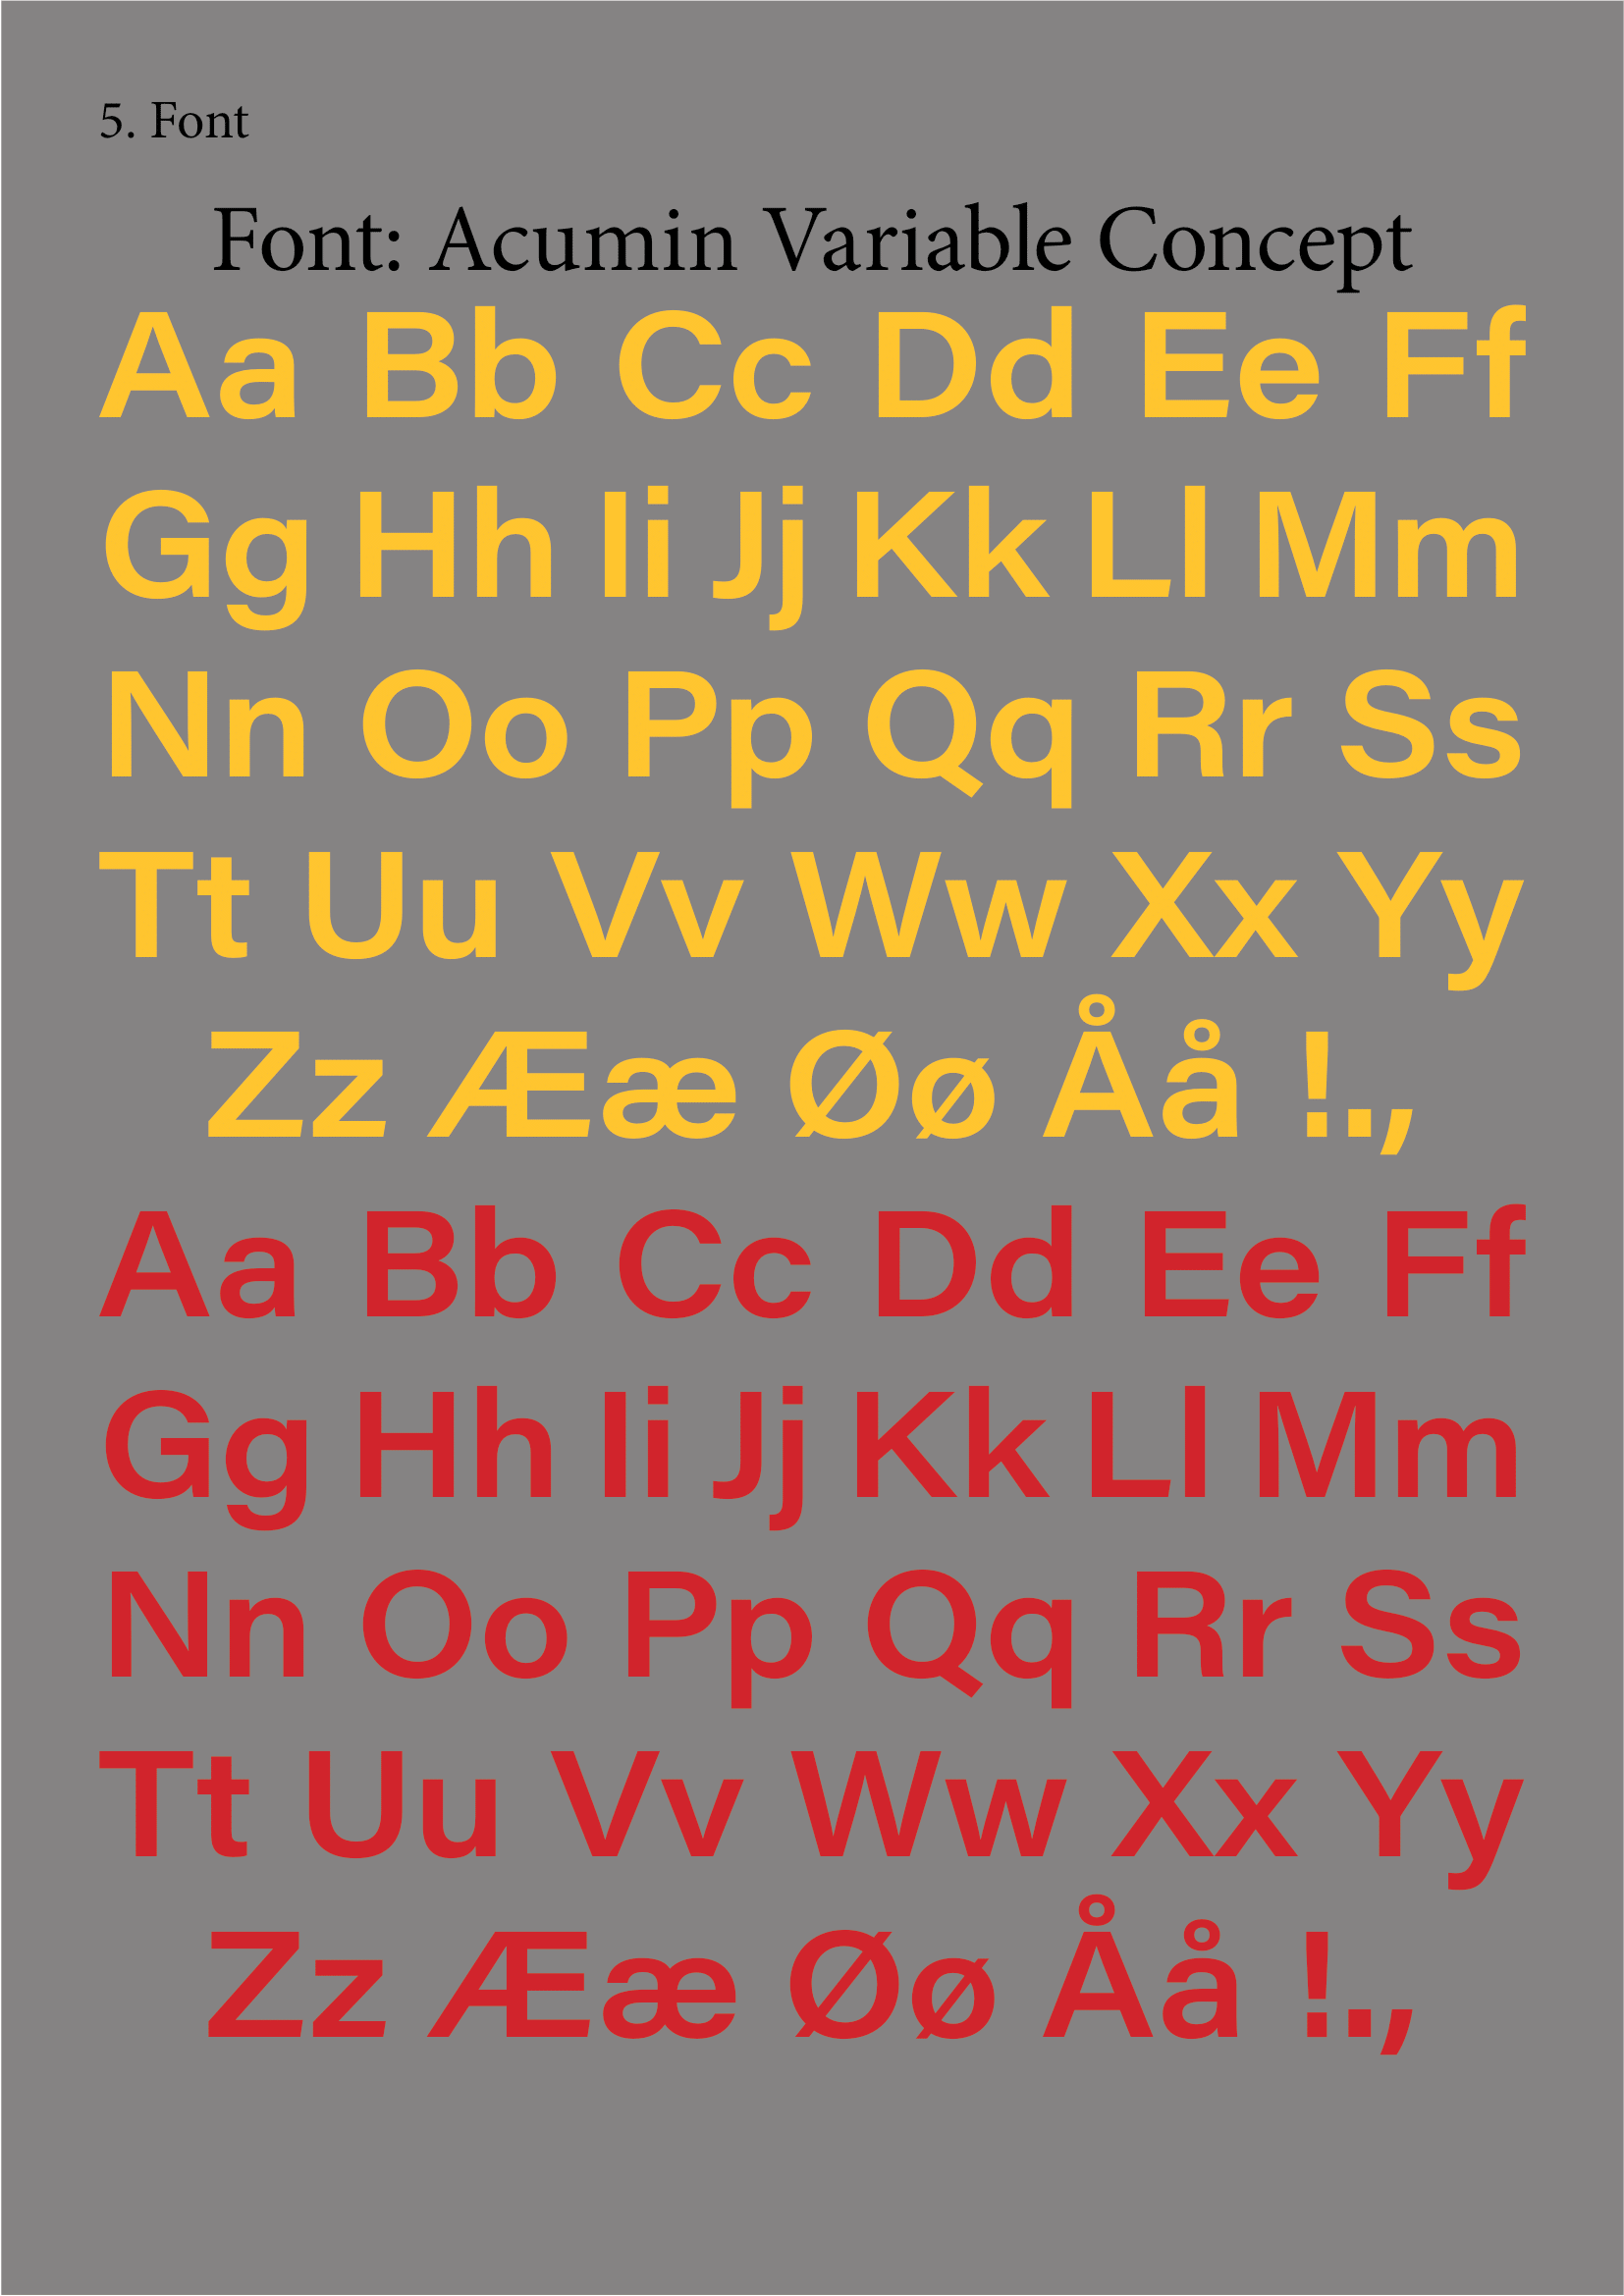 5. Font
Font: Acumin Variable Concept
Aa Bb Cc Dd Ee Ff
Gg Hh Ii Jj Kk Ll Mm
Nn Oo Pp Qq Rr Ss
Tt Uu Vv Ww Xx Yy
Zz Ææ Øø Åå !.,
Aa Bb Cc Dd Ee Ff
Gg Hh Ii Jj Kk Ll Mm
Nn Oo Pp Qq Rr Ss
Tt Uu Vv Ww Xx Yy
Zz Ææ Øø Åå !.,